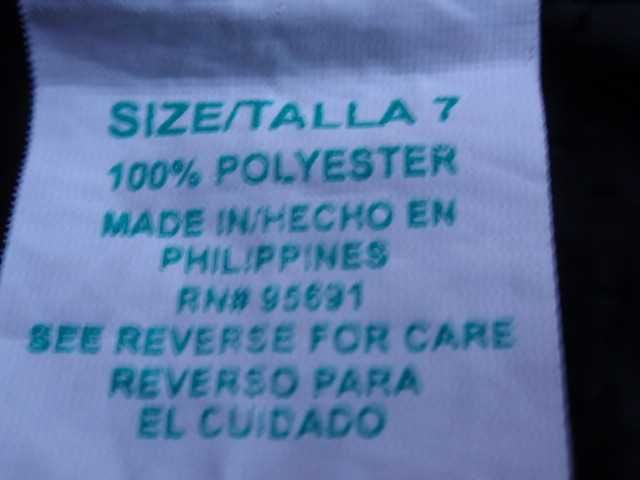 SIZE/TALLA 7
100% POLYESTER
MADE IN/HECHO EN
PHILIPPINES
RN# 95691
SEE REVERSE FOR CARE
REVERSO PARA
EL CUIDADO